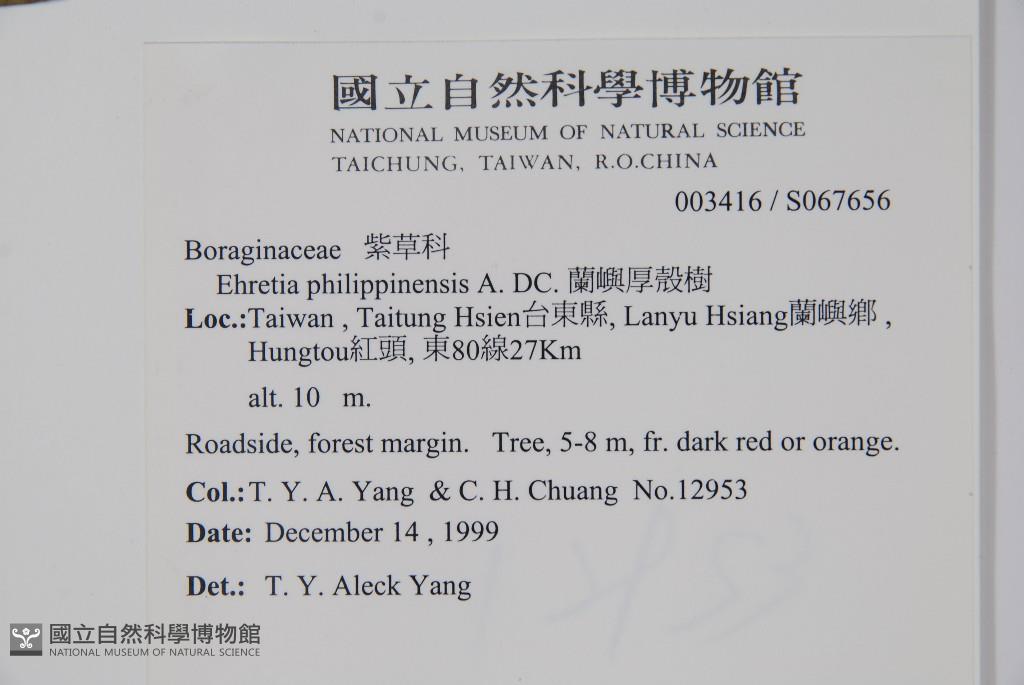 國立自然科學博物館
NATIONAL MUSEUM OF NATURAL SCIENCE
TAICHUNG, TAIWAN, R.O.CHINA
003416 / S067656
Boraginaceae 紫草科
Ehretia philippinensis A. DC. 蘭嶼厚殼樹
Loc.:Taiwan , Taitung Hsien台東縣, Lanyu Hsiang蘭嶼鄉 ,
Hungtou紅頭, 東80線27Km
alt. 10 m.
Roadside, forest margin. Tree, 5-8 m, fr. dark red or orange.
Col.:T. Y. A. Yang & C. H. Chuang No.12953
Date: December 14 , 1999
Det.: T. Y. Aleck Yang
國立自然科學博物館
NATIONAL MUSEUM OF NATURAL SCIENCE